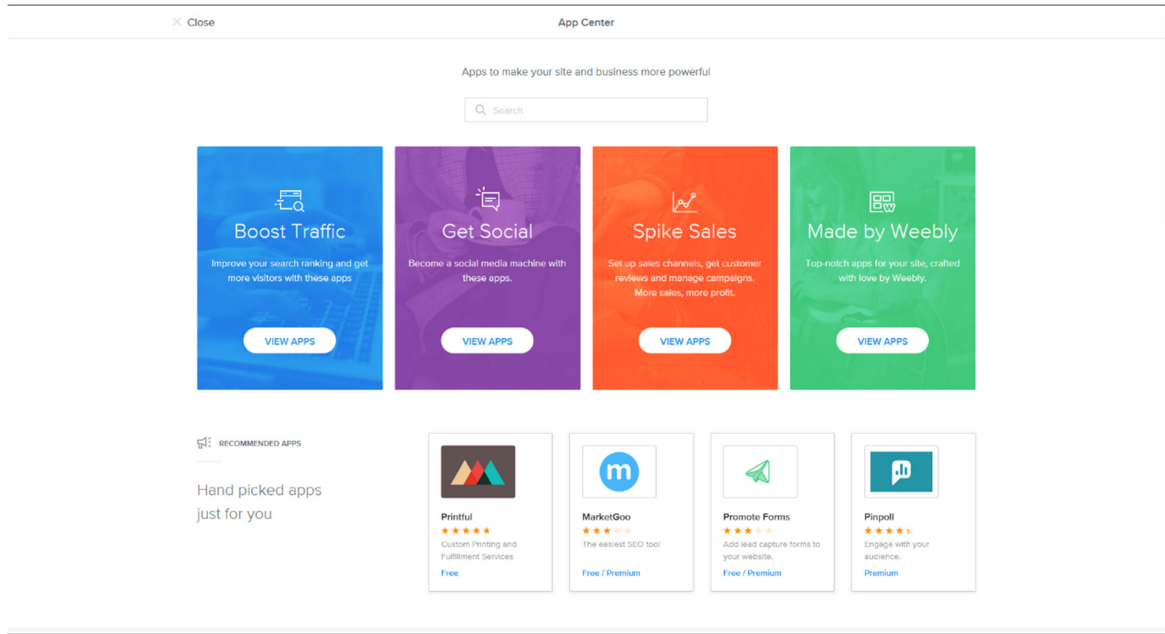 Close
App Center
Apps to make your site and business more powerful
Search
Boost Traffic
Improve your search ranking and get
more visitors with these apps
VIEW APPS
Get Social
Become a social media machine with
these apps.
VIEW APPS
Spike Sales
Set up sales channels, get customer
reviews and manage campaigns.
More sales, more profit.
VIEW APPS
Made by Weebly
Top-notch apps for your site, crafted
with love by Weebly.
VIEW APPS
RECOMMENDED APPS
Hand picked apps
just for you
Printful
Custom Printing and
Fulfillment Services
Free
m
MarketGoo
The easiest SEO tool
Free / Premium
Promote Forms
Add lead capture forms to
your website.
Free / Premium
Pinpoll
Engage with your
audience.
Premium